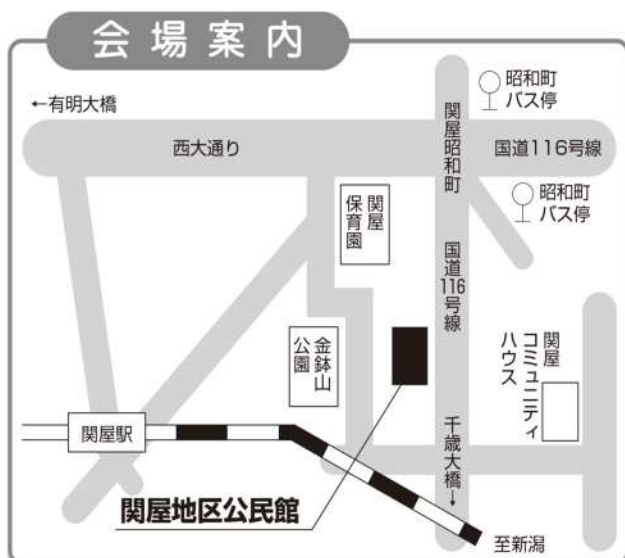 会場案内
←有明大橋
西大通り
関屋昭和町
昭和町
バス停
国道116号線
昭和町
バス停
関屋
保育園
国道116号線
金鉢山
公園
関屋
コミュニティ
ハウス
関屋駅
千歳大橋→
関屋地区公民館
至新潟